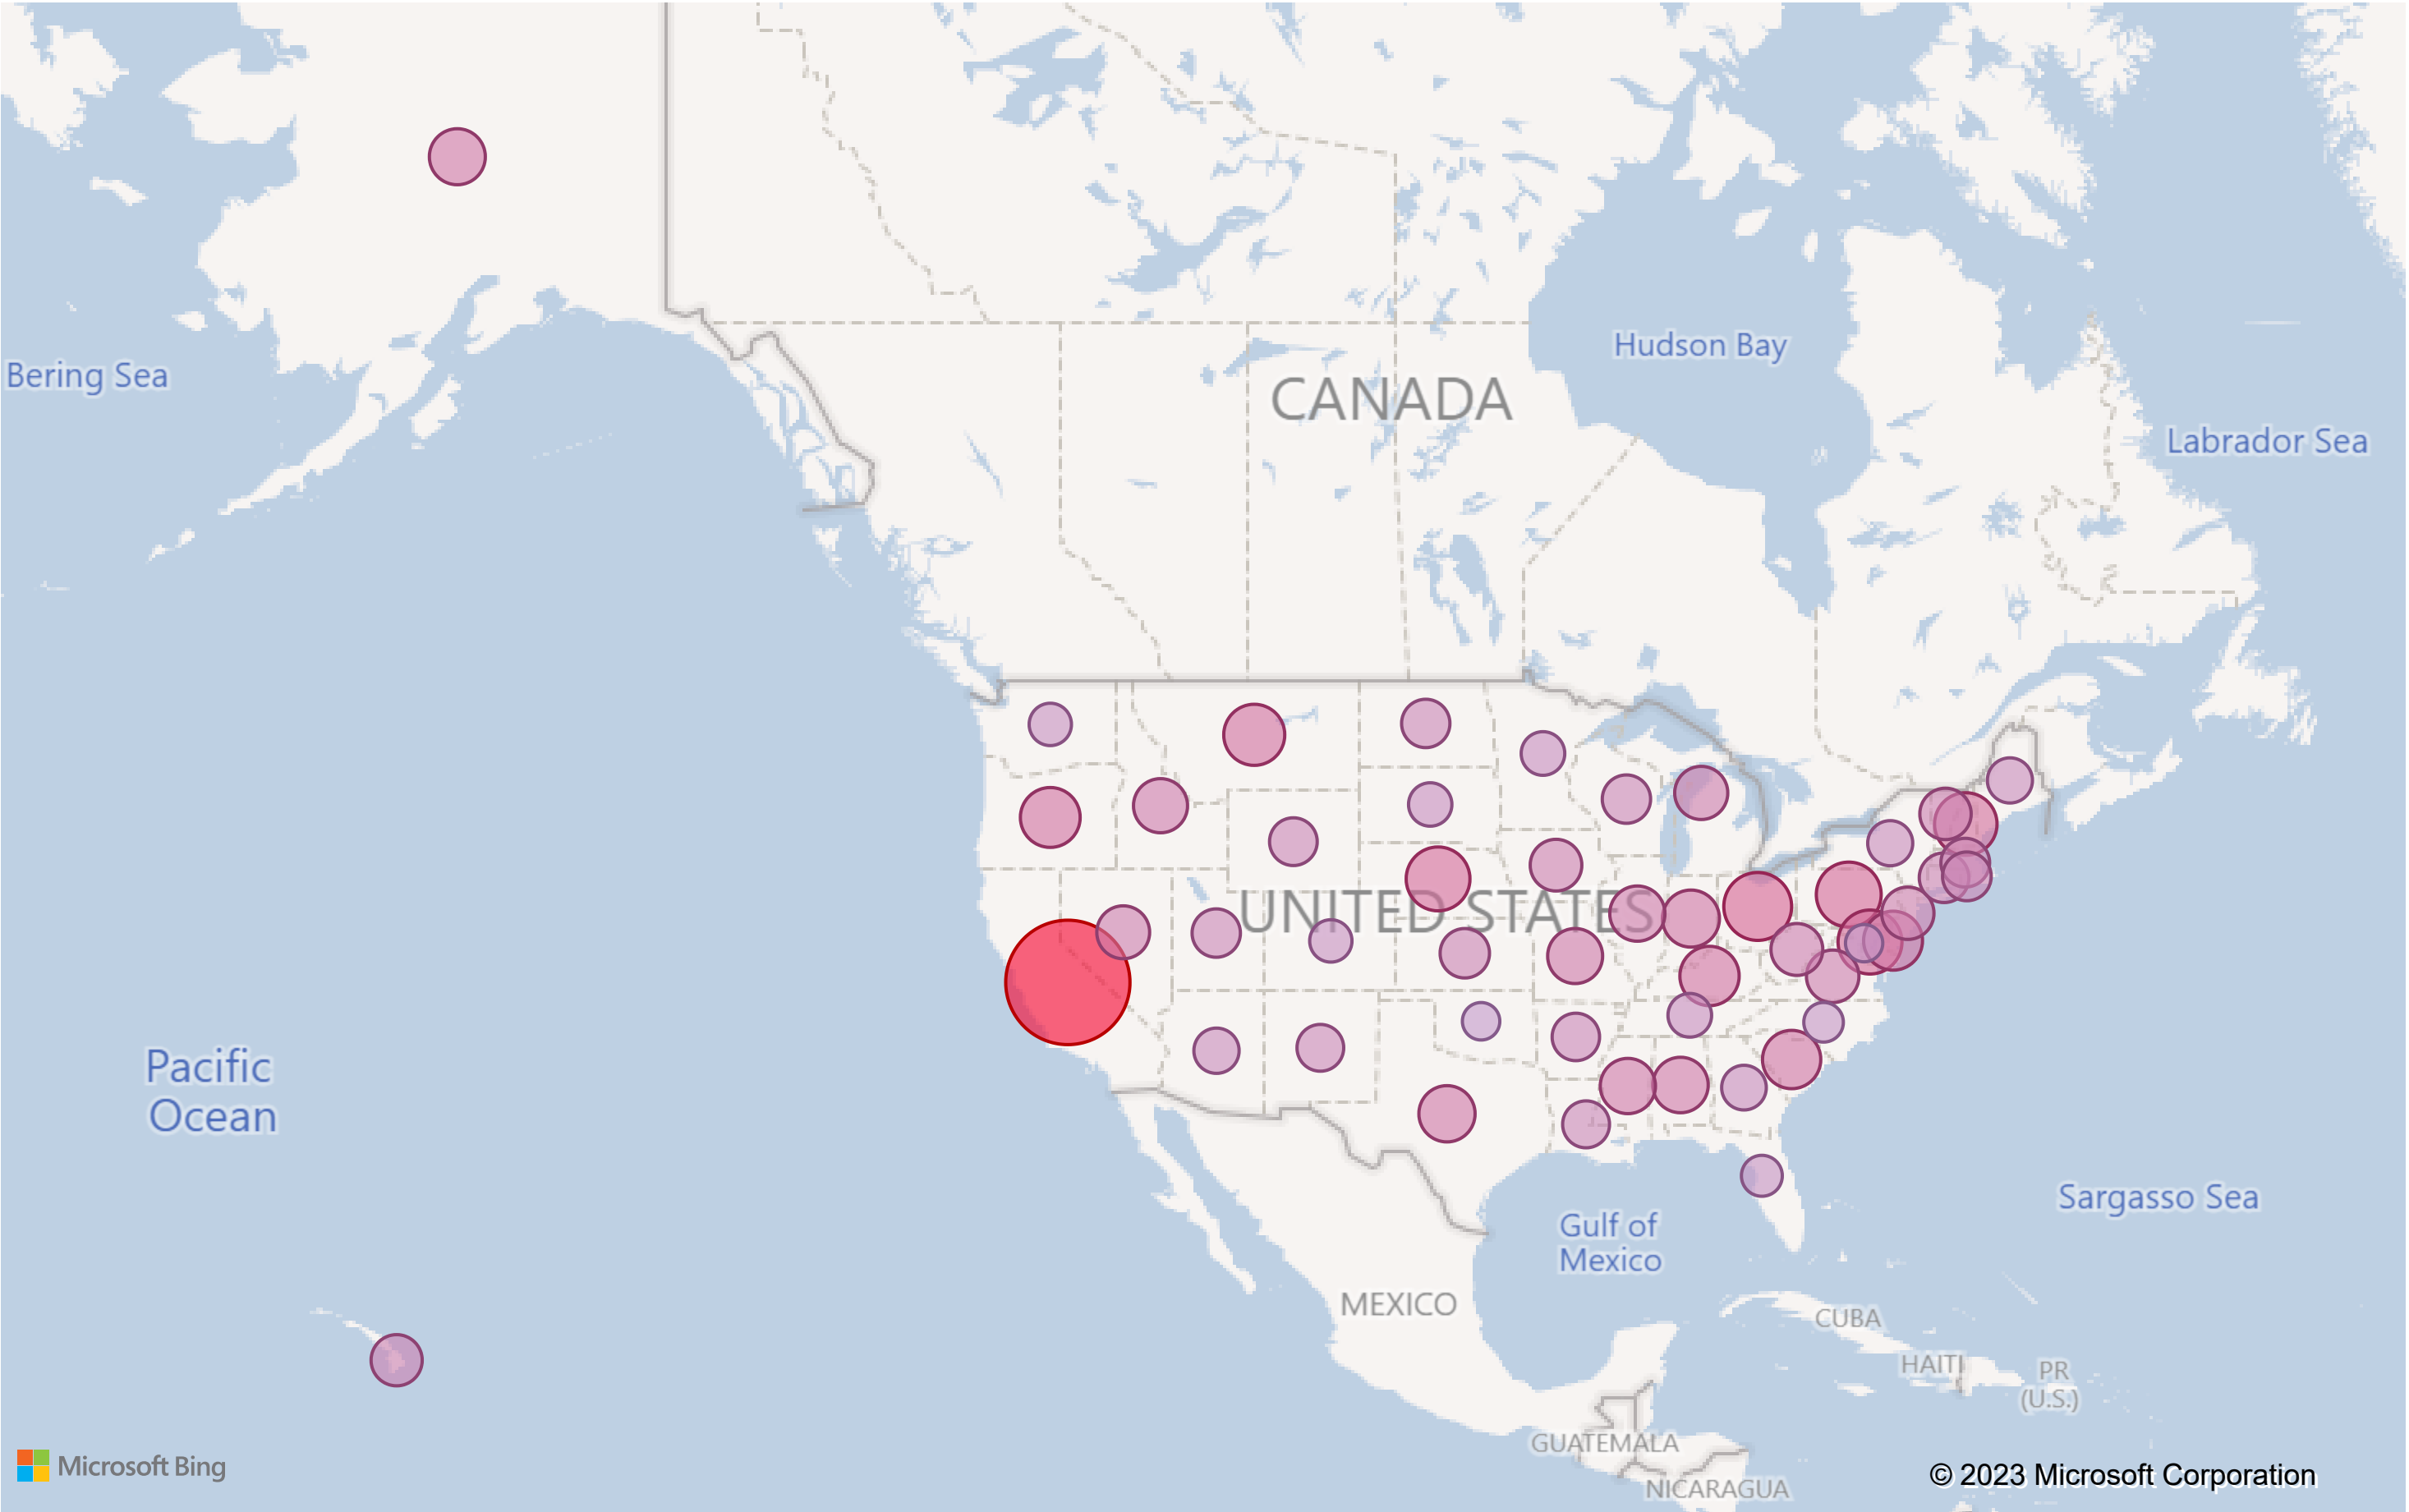 Hudson Bay
Bering Sea
CANADA
Labrador Sea
UNITED STATES
Pacific
Ocean
Sargasso Sea
Gulf of
Mexico
MEXICO
CUBA
HAITI
PR
(U.S.)
GUATEMALA
NICARAGUA
Microsoft Bing
© 2023 Microsoft Corporation